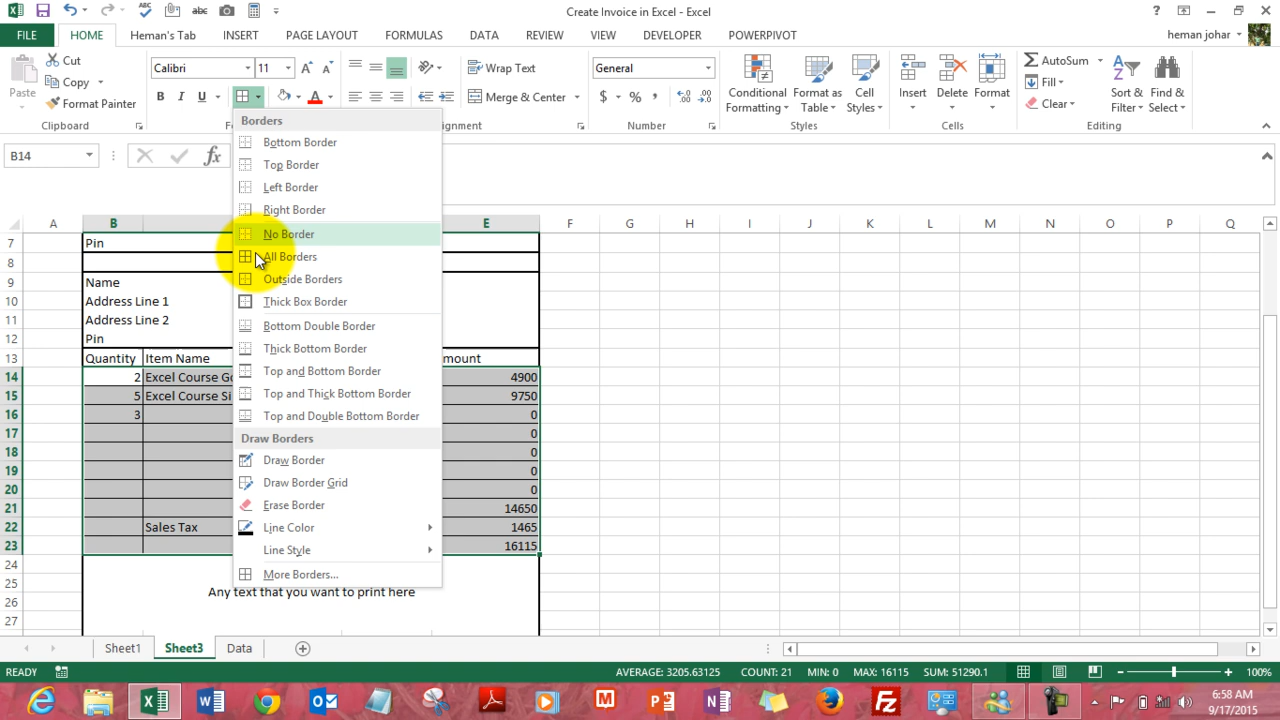 Create Invoice in Excel - Excel
FILE HOME Heman's Tab INSERT PAGE LAYOUT FORMULAS DATA REVIEW VIEW DEVELOPER POWERPIVOT heman johar
Paste
Cut
Copy
Format Painter
Clipboard
Calibri 11
B I U
Wrap Text
Merge & Center
General
$ % ,
Number
Conditional Formatting
Format as Table
Cell Styles
Styles
Insert
Delete
Format
Cells
AutoSum
Fill
Clear
Sort & Filter
Find & Select
Editing
B14
fx
Borders
Bottom Border
Top Border
Left Border
Right Border
No Border
All Borders
Outside Borders
Thick Box Border
Bottom Double Border
Thick Bottom Border
Top and Bottom Border
Top and Thick Bottom Border
Top and Double Bottom Border
Draw Borders
Draw Border
Draw Border Grid
Erase Border
Line Color
Line Style
More Borders...
A B E F G H I J K L M N O P Q
7 Pin
8
9 Name
10 Address Line 1
11 Address Line 2
12 Pin
13 Quantity Item Name mount
14 2 Excel Course Go 4900
15 5 Excel Course Si 9750
16 3 0
17 0
18 0
19 0
20 0
21 14650
22 Sales Tax 1465
23 16115
24
25
26
27
Any text that you want to print here
Sheet1 Sheet3 Data
READY AVERAGE: 3205.63125 COUNT: 21 MIN: 0 MAX: 16115 SUM: 51290.1 100%
6:58 AM
9/17/2015